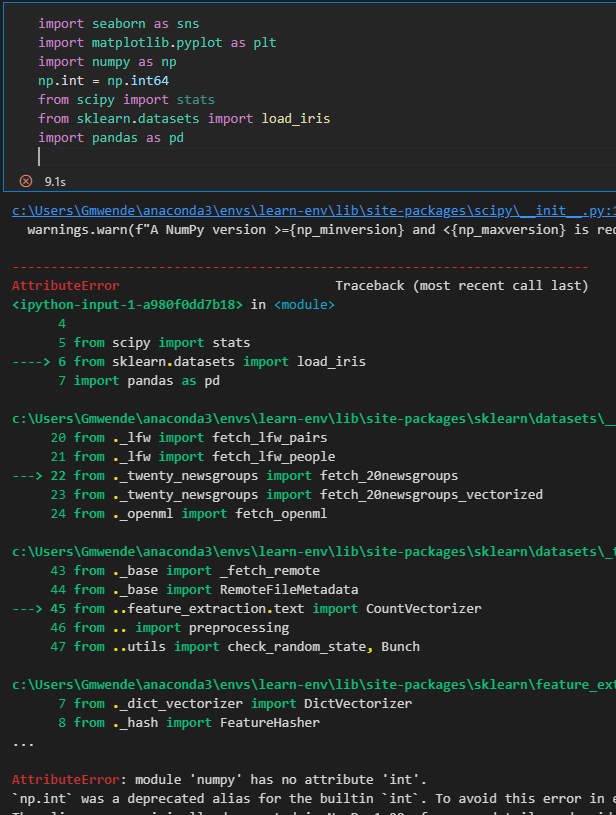 import seaborn as sns
import matplotlib.pyplot as plt
import numpy as np
np.int = np.int64
from scipy import stats
from sklearn.datasets import load_iris
import pandas as pd
9.1s
c:\Users\Gmwende\anaconda3\envs\learn-env\lib\site-packages\scipy\__init__.py:1
warnings.warn(f"A NumPy version >={np_minversion} and <{np_maxversion} is rec
---------------------------------------------------------------------------
AttributeError Traceback (most recent call last)
<ipython-input-1-a980f0dd7b18> in <module>
4
5 from scipy import stats
----> 6 from sklearn.datasets import load_iris
7 import pandas as pd
c:\Users\Gmwende\anaconda3\envs\learn-env\lib\site-packages\sklearn\datasets\__
20 from ._lfw import fetch_lfw_pairs
21 from ._lfw import fetch_lfw_people
---> 22 from ._twenty_newsgroups import fetch_20newsgroups
23 from ._twenty_newsgroups import fetch_20newsgroups_vectorized
24 from ._openml import fetch_openml
c:\Users\Gmwende\anaconda3\envs\learn-env\lib\site-packages\sklearn\datasets\_t
43 from ._base import _fetch_remote
44 from ._base import RemoteFileMetadata
---> 45 from ..feature_extraction.text import CountVectorizer
46 from .. import preprocessing
47 from ..utils import check_random_state, Bunch
c:\Users\Gmwende\anaconda3\envs\learn-env\lib\site-packages\sklearn\feature_ext
7 from ._dict_vectorizer import DictVectorizer
8 from ._hash import FeatureHasher
...
AttributeError: module 'numpy' has no attribute 'int'.
`np.int` was a deprecated alias for the builtin `int`. To avoid this error in e